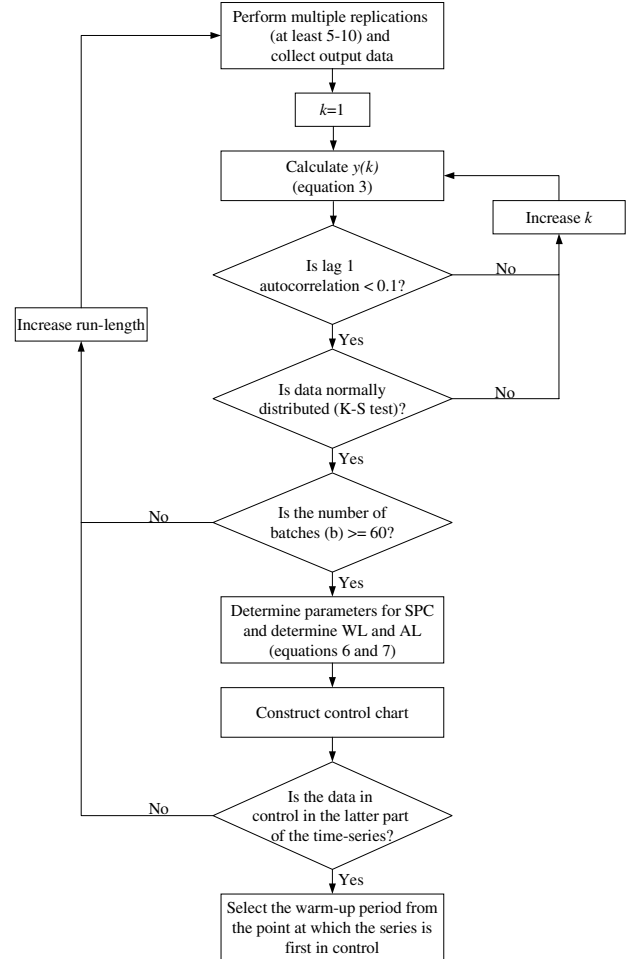 Perform multiple replications
(at least 5-10) and
collect output data
k=1
Calculate y(k)
(equation 3)
Increase k
Is lag 1
autocorrelation < 0.1?
No
Yes
Increase run-length
Is data normally
distributed (K-S test)?
No
Yes
Is the number of
batches (b) >= 60?
No
Yes
Determine parameters for SPC
and determine WL and AL
(equations 6 and 7)
Construct control chart
Is the data in
control in the latter part
of the time-series?
No
Yes
Select the warm-up period from
the point at which the series is
first in control